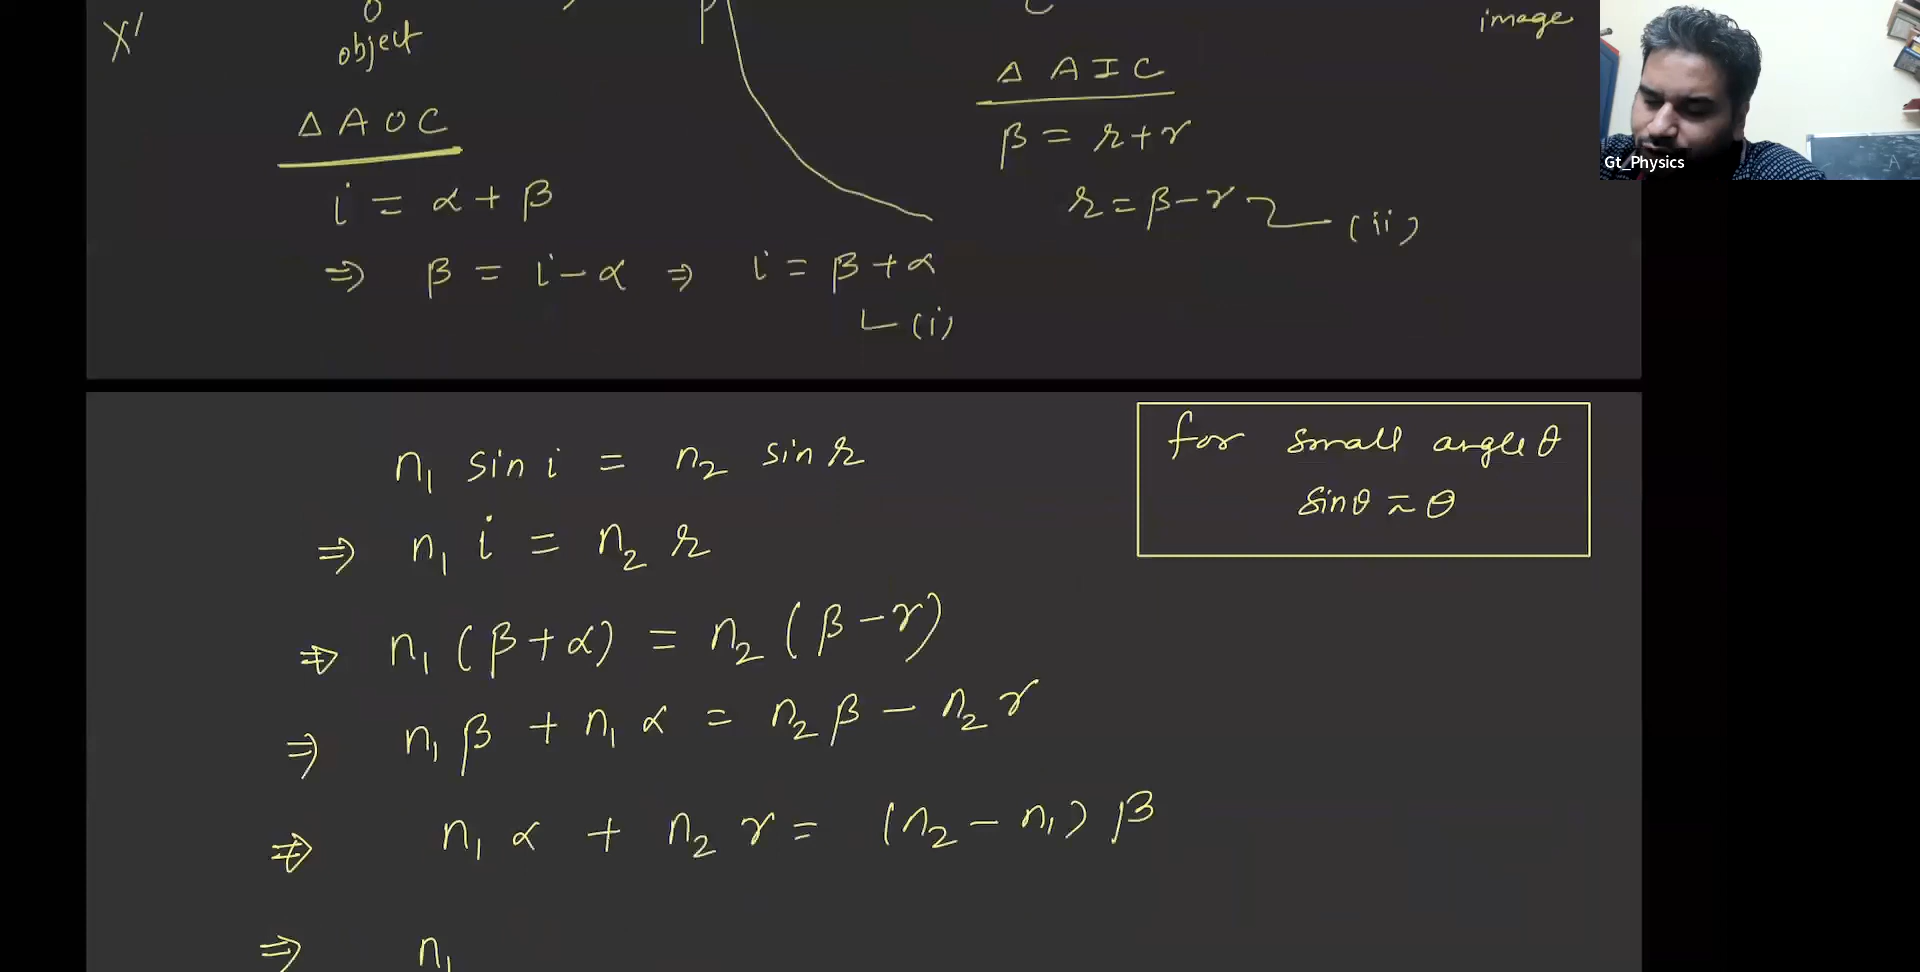 X'
O
object
P
C
image
Gt_Physics
Δ AOC
i = α + β
⇒ β = i - α ⇒ i = β + α
(i)
Δ AIC
β = r + γ
r = β - γ
(ii)
n₁ sin i = n₂ sin r
⇒ n₁ i = n₂ r
⇒ n₁ (β + α) = n₂ (β - γ)
⇒ n₁ β + n₁ α = n₂ β - n₂ γ
⇒ n₁ α + n₂ γ = (n₂ - n₁) β
⇒ n₁
for small angle θ
sinθ ≈ θ